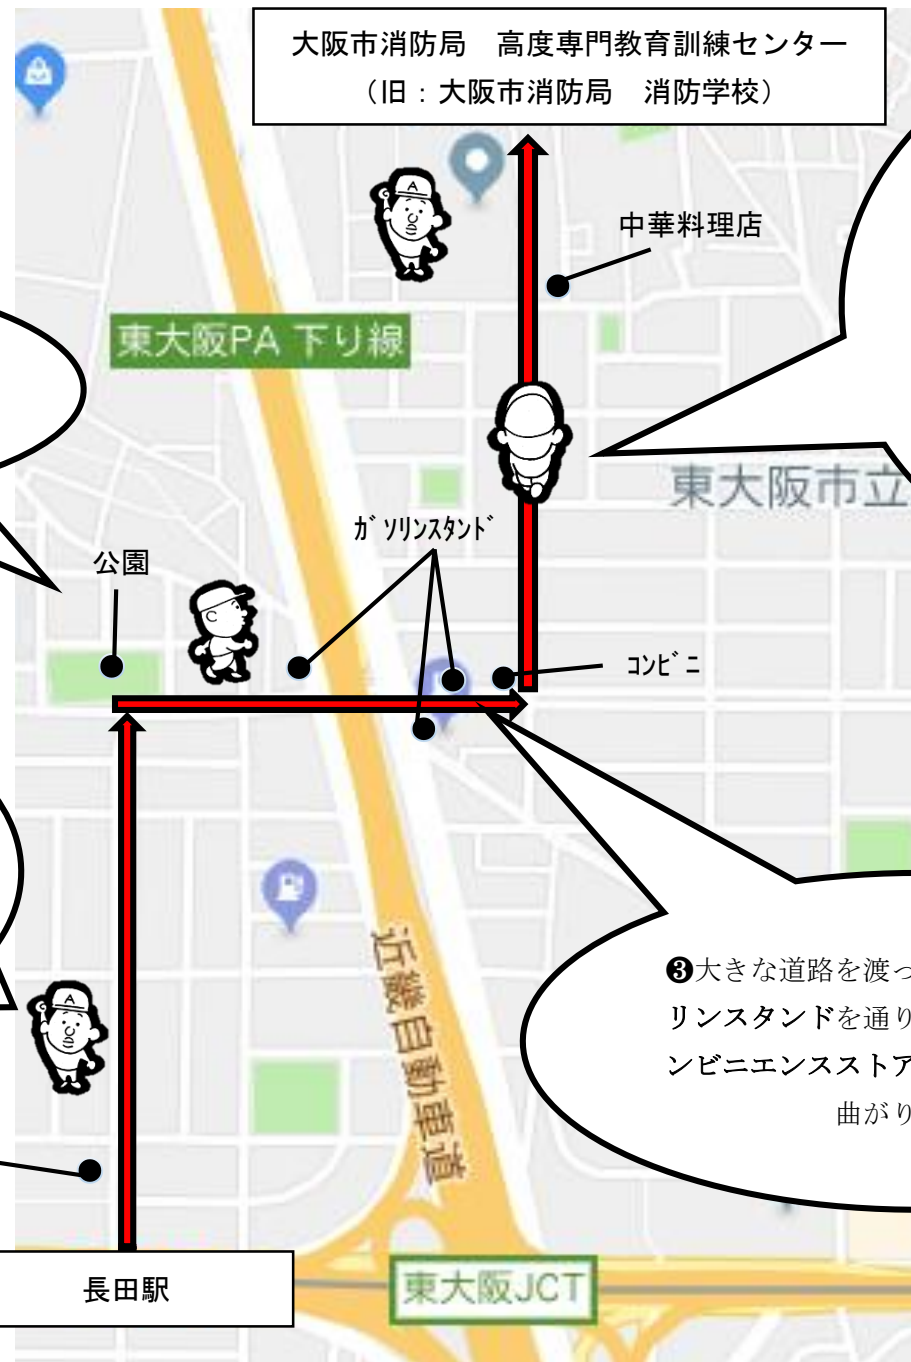 大阪市消防局　高度専門教育訓練センター
（旧：大阪市消防局　消防学校）
中華料理店
東大阪PA 下り線
東大阪市立
ｶﾞｿﾘﾝｽﾀﾝﾄﾞ
公園
ｺﾝﾋﾞﾆ
近畿自動車道
❸大きな道路を渡っ
リンスタンドを通り
ンビニエンスストア
曲がり
長田駅
東大阪JCT